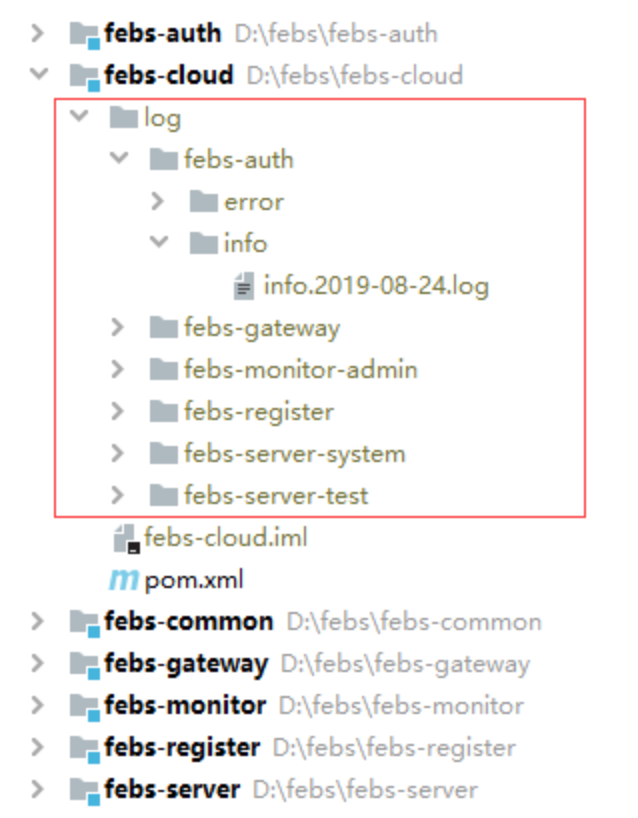 febs-auth D:\febs\febs-auth
febs-cloud D:\febs\febs-cloud
log
febs-auth
error
info
info.2019-08-24.log
febs-gateway
febs-monitor-admin
febs-register
febs-server-system
febs-server-test
febs-cloud.iml
m pom.xml
febs-common D:\febs\febs-common
febs-gateway D:\febs\febs-gateway
febs-monitor D:\febs\febs-monitor
febs-register D:\febs\febs-register
febs-server D:\febs\febs-server